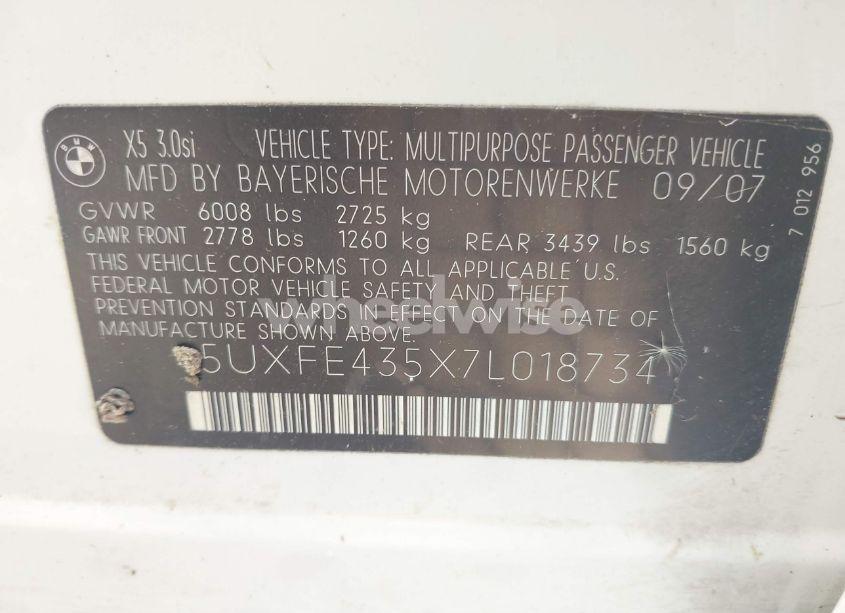 BMW
X5 3.0si VEHICLE TYPE: MULTIPURPOSE PASSENGER VEHICLE
MFD BY BAYERISCHE MOTORENWERKE 09/07
GVWR 6008 lbs 2725 kg
GAWR FRONT 2778 lbs 1260 kg REAR 3439 lbs 1560 kg
THIS VEHICLE CONFORMS TO ALL APPLICABLE U.S.
FEDERAL MOTOR VEHICLE SAFETY AND THEFT
PREVENTION STANDARDS IN EFFECT ON THE DATE OF
MANUFACTURE SHOWN ABOVE.
5UXFE435X7L018734
7 012 956
wheelwise